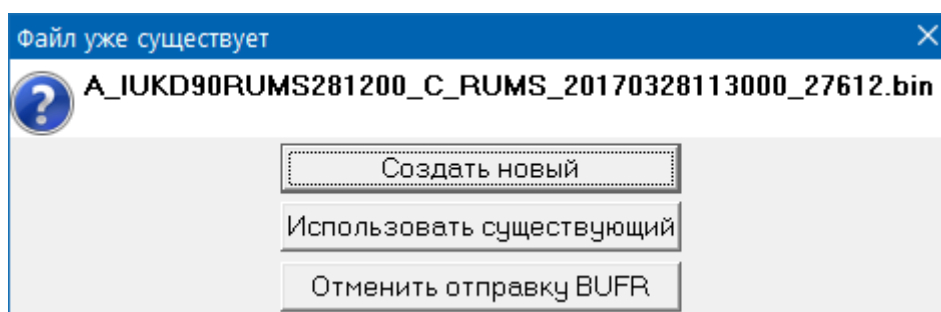 Файл уже существует
A_IUKD90RUMS281200_C_RUMS_20170328113000_27612.bin
Создать новый
Использовать существующий
Отменить отправку BUFR